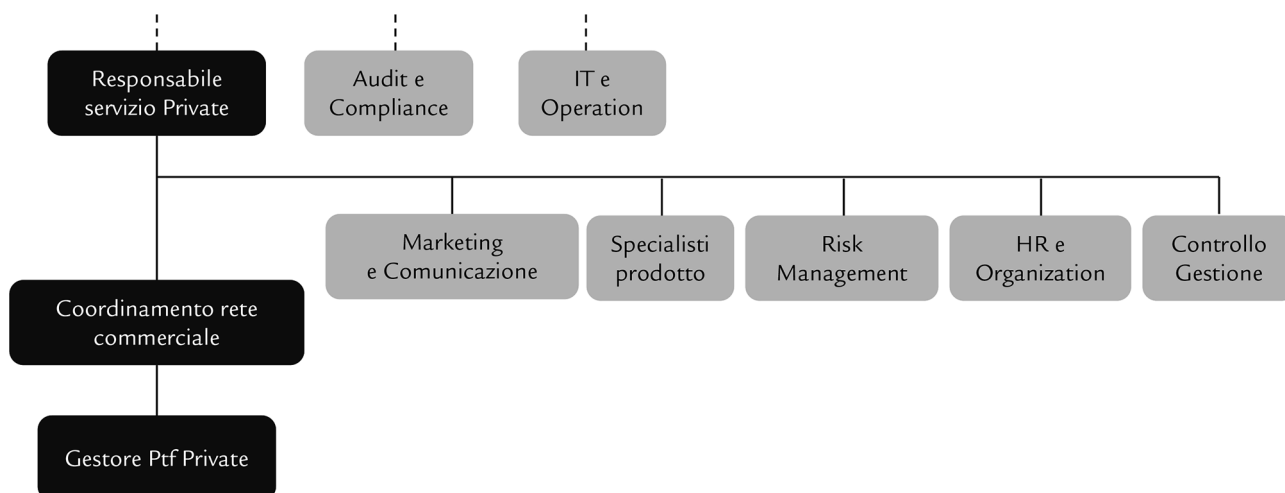 Responsabile
servizio Private
Audit e
Compliance
IT e
Operation
Marketing
e Comunicazione
Specialisti
prodotto
Risk
Management
HR e
Organization
Controllo
Gestione
Coordinamento rete
commerciale
Gestore Ptf Private